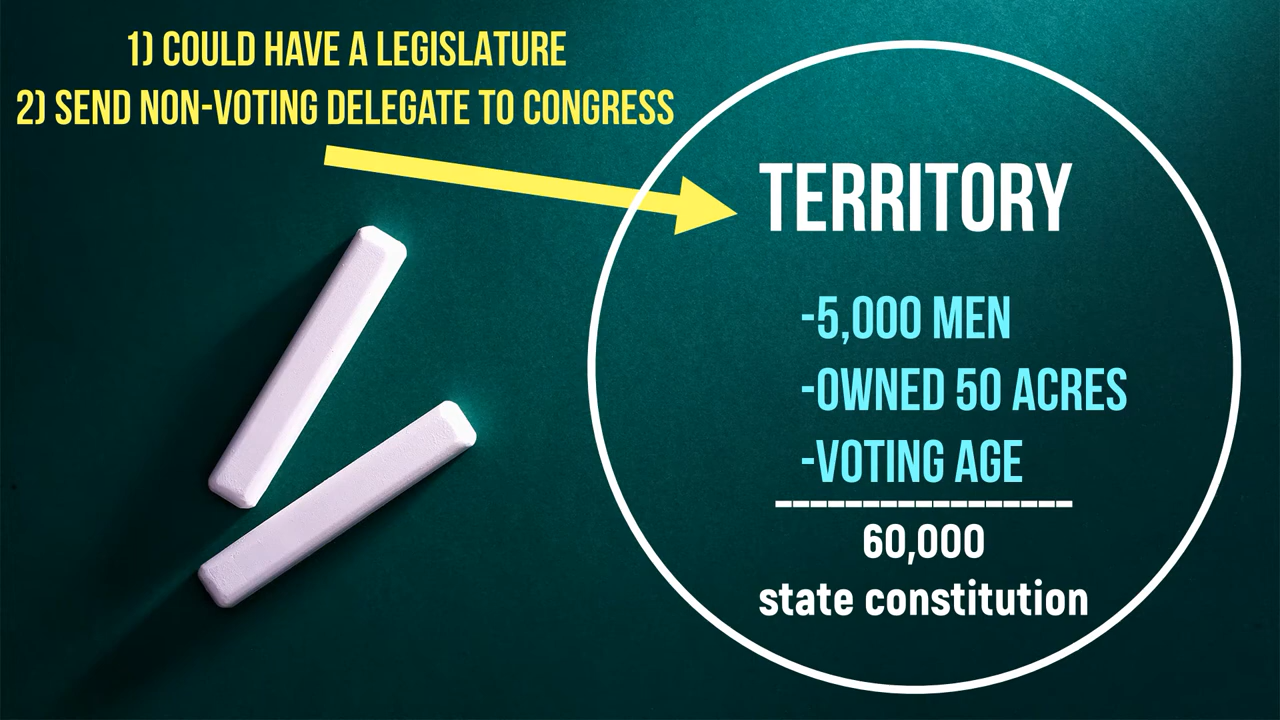 1) COULD HAVE A LEGISLATURE
2) SEND NON-VOTING DELEGATE TO CONGRESS
TERRITORY
-5,000 MEN
-OWNED 50 ACRES
-VOTING AGE
60,000
state constitution